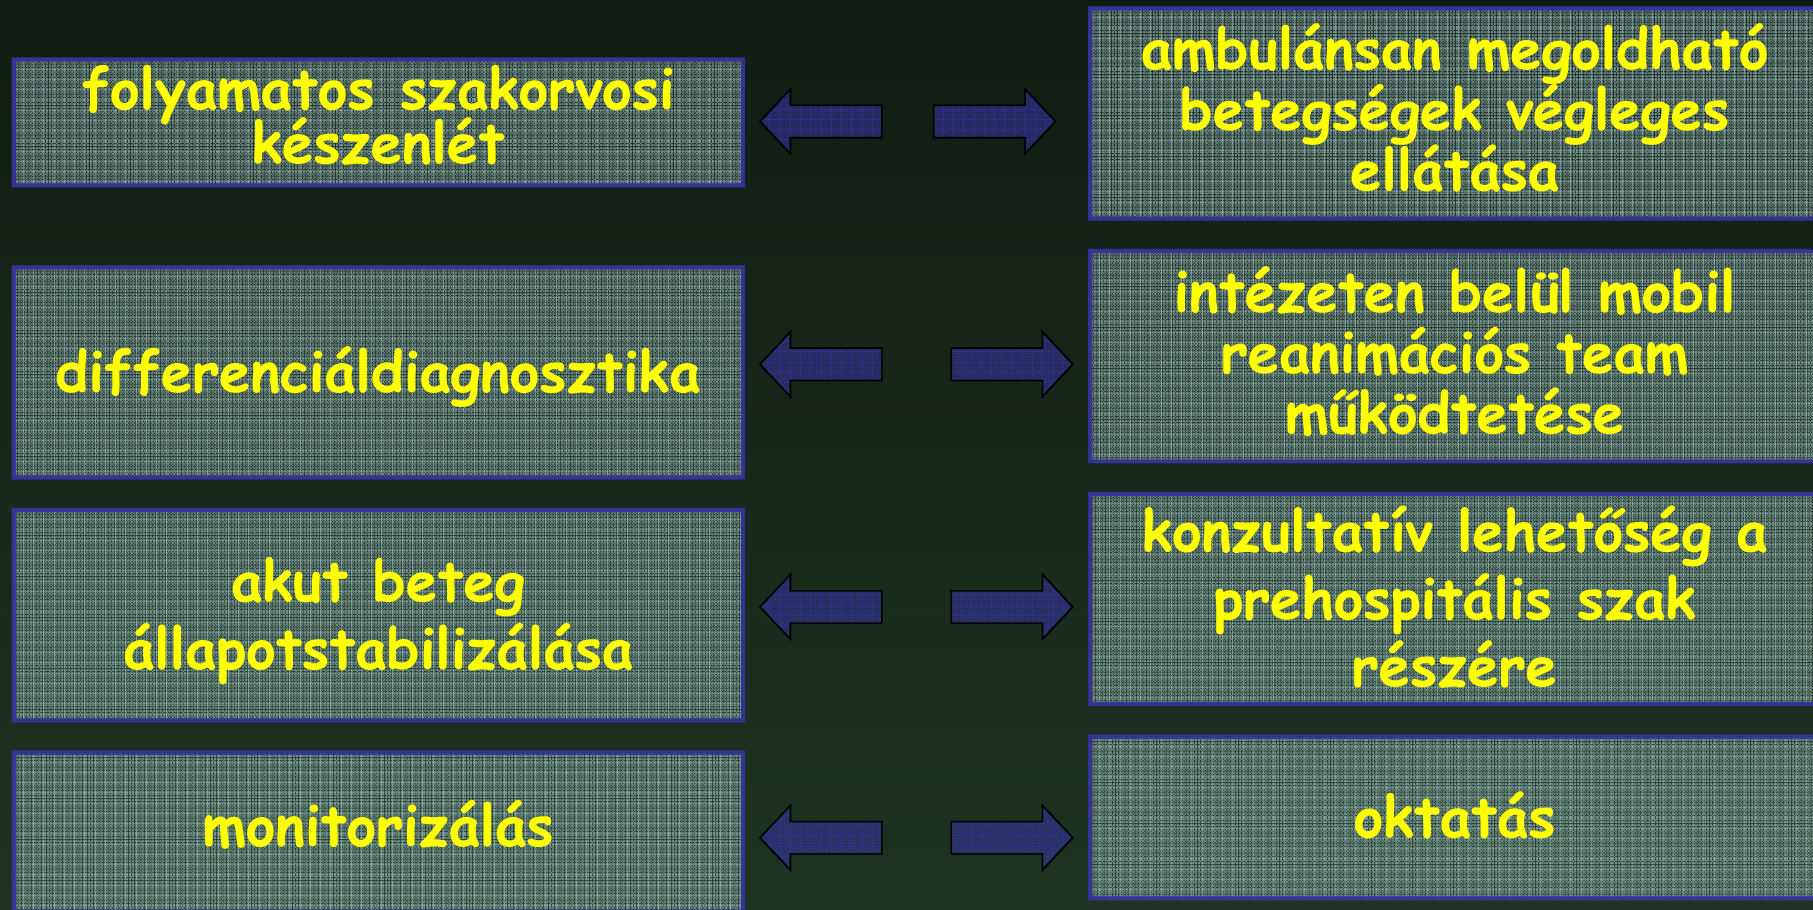 folyamatos szakorvosi
készenlét
ambulánsan megoldható
betegségek végleges
ellátása
differenciáldiagnosztika
intézeten belül mobil
reanimációs team
működtetése
akut beteg
állapotstabilizálása
konzultatív lehetőség a
prehospitális szak
részére
monitorizálás
oktatás